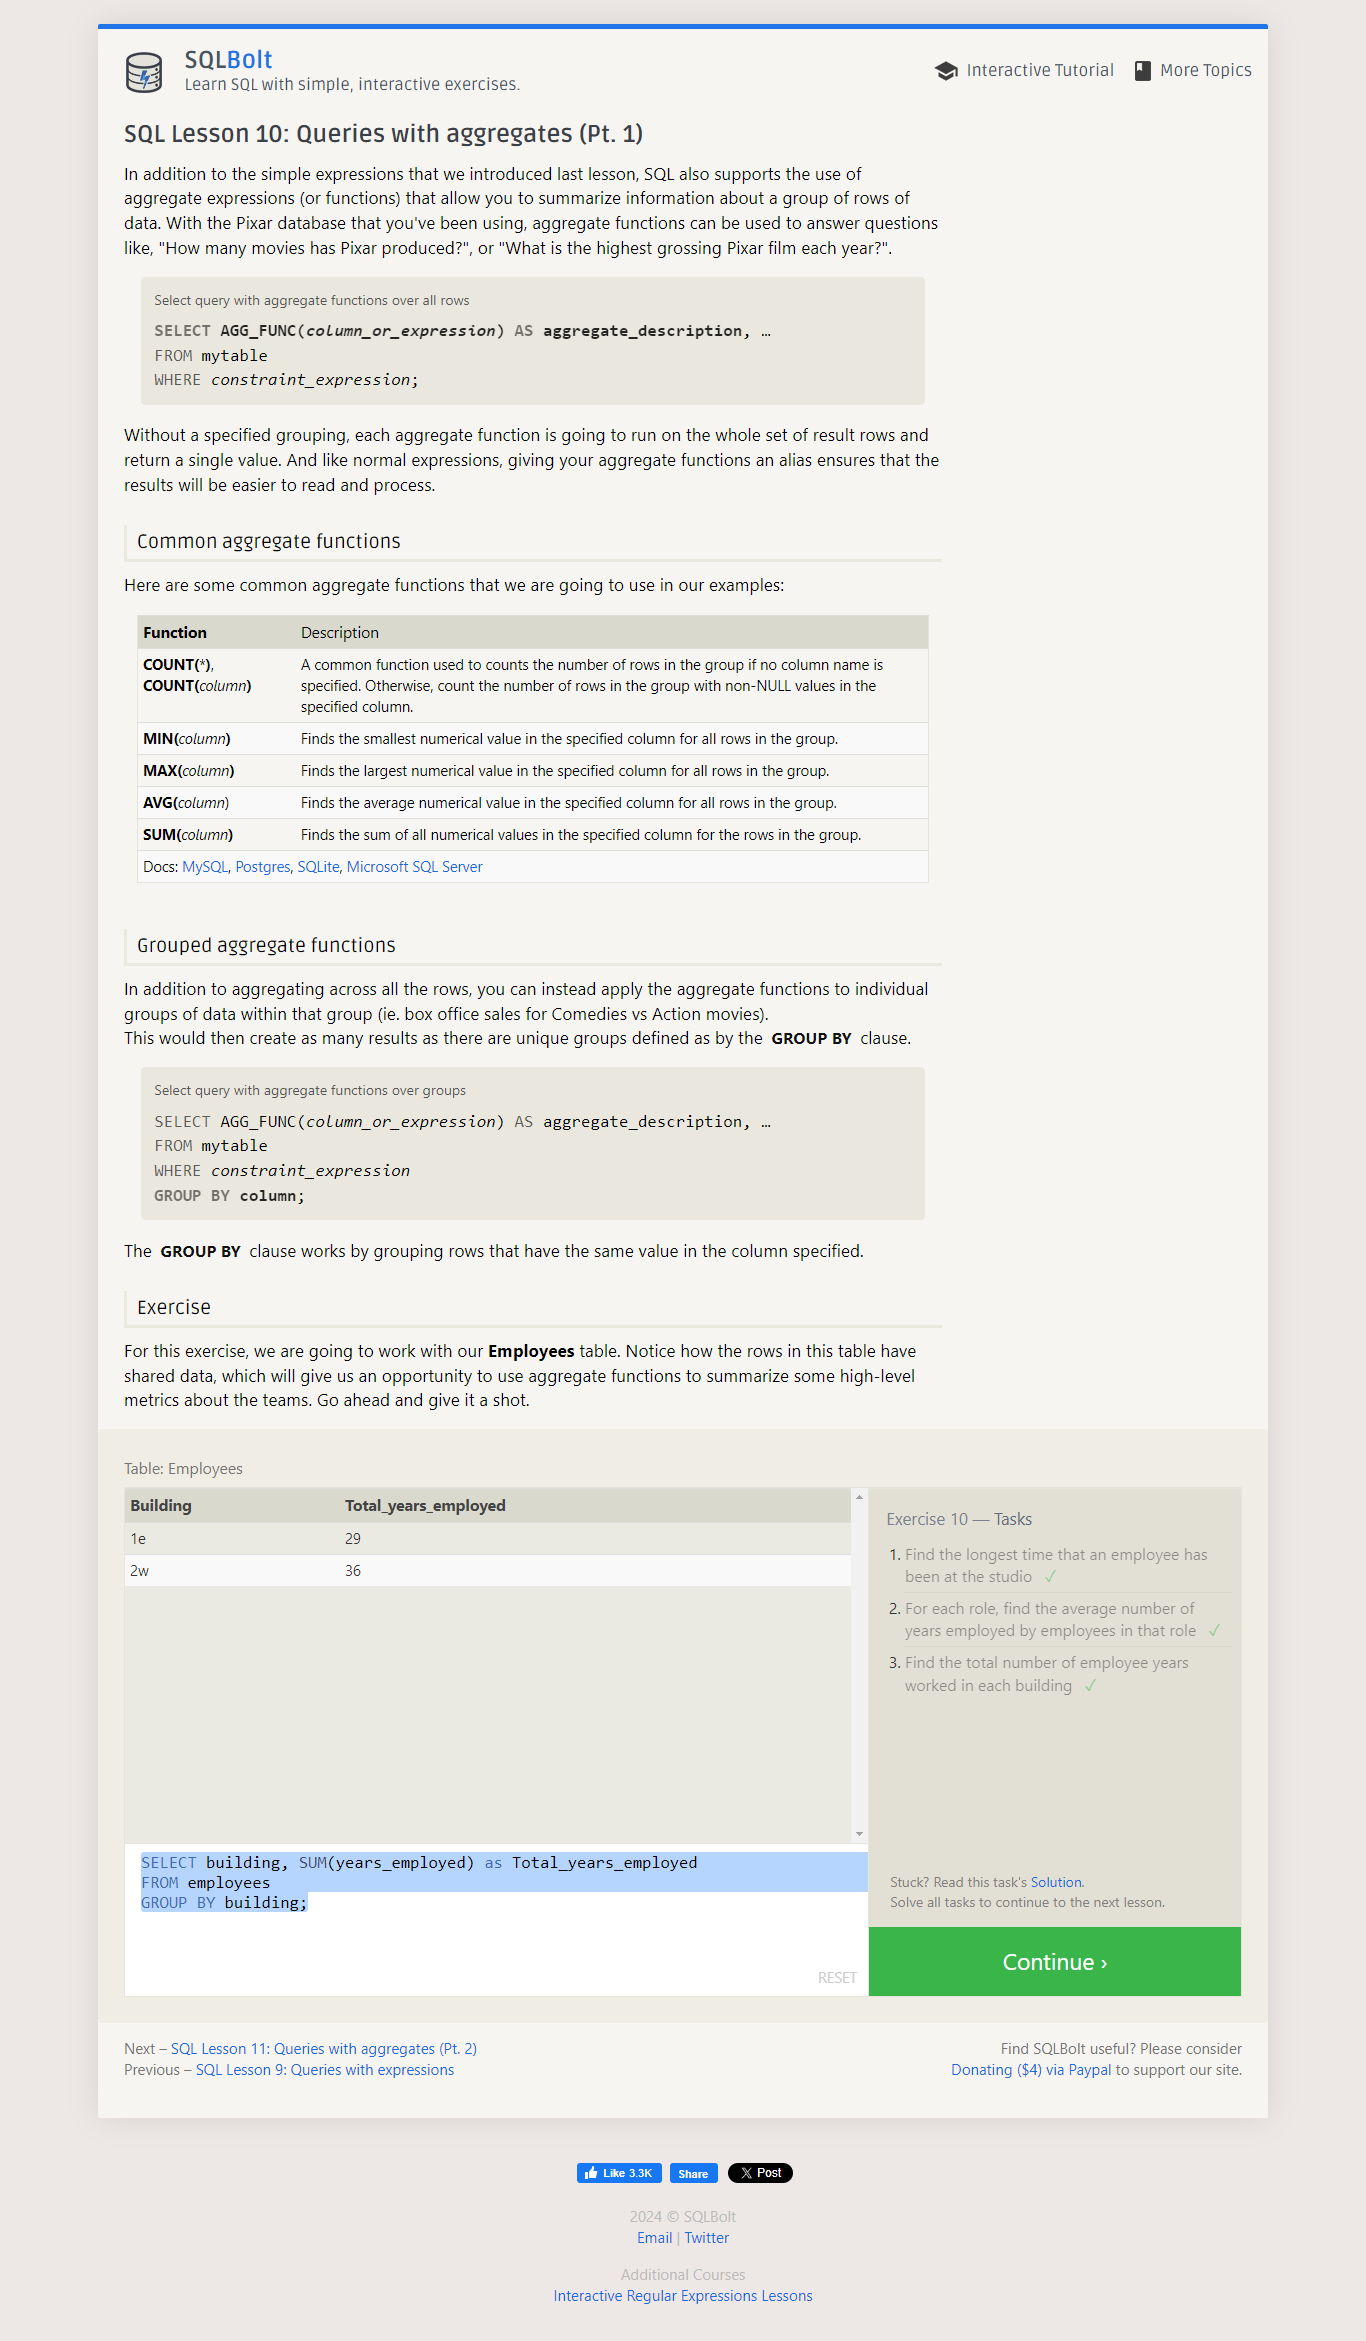 SQLBolt
Learn SQL with simple, interactive exercises.
Interactive Tutorial
More Topics
SQL Lesson 10: Queries with aggregates (Pt. 1)
In addition to the simple expressions that we introduced last lesson, SQL also supports the use of
aggregate expressions (or functions) that allow you to summarize information about a group of rows of
data. With the Pixar database that you've been using, aggregate functions can be used to answer questions
like, "How many movies has Pixar produced?", or "What is the highest grossing Pixar film each year?".
Select query with aggregate functions over all rows
SELECT AGG_FUNC(column_or_expression) AS aggregate_description, …
FROM mytable
WHERE constraint_expression;
Without a specified grouping, each aggregate function is going to run on the whole set of result rows and
return a single value. And like normal expressions, giving your aggregate functions an alias ensures that the
results will be easier to read and process.
Common aggregate functions
Here are some common aggregate functions that we are going to use in our examples:
Function Description
COUNT(*), A common function used to counts the number of rows in the group if no column name is
COUNT(column) specified. Otherwise, count the number of rows in the group with non-NULL values in the
specified column.
MIN(column) Finds the smallest numerical value in the specified column for all rows in the group.
MAX(column) Finds the largest numerical value in the specified column for all rows in the group.
AVG(column) Finds the average numerical value in the specified column for all rows in the group.
SUM(column) Finds the sum of all numerical values in the specified column for the rows in the group.
Docs: MySQL, Postgres, SQLite, Microsoft SQL Server
Grouped aggregate functions
In addition to aggregating across all the rows, you can instead apply the aggregate functions to individual
groups of data within that group (ie. box office sales for Comedies vs Action movies).
This would then create as many results as there are unique groups defined as by the GROUP BY clause.
Select query with aggregate functions over groups
SELECT AGG_FUNC(column_or_expression) AS aggregate_description, …
FROM mytable
WHERE constraint_expression
GROUP BY column;
The GROUP BY clause works by grouping rows that have the same value in the column specified.
Exercise
For this exercise, we are going to work with our Employees table. Notice how the rows in this table have
shared data, which will give us an opportunity to use aggregate functions to summarize some high-level
metrics about the teams. Go ahead and give it a shot.
Table: Employees
Building Total_years_employed
1e 29
2w 36
SELECT building, SUM(years_employed) as Total_years_employed
FROM employees
GROUP BY building;
RESET
Exercise 10 — Tasks
1. Find the longest time that an employee has
been at the studio ✓
2. For each role, find the average number of
years employed by employees in that role ✓
3. Find the total number of employee years
worked in each building ✓
Stuck? Read this task's Solution.
Solve all tasks to continue to the next lesson.
Continue ›
Next – SQL Lesson 11: Queries with aggregates (Pt. 2)
Previous – SQL Lesson 9: Queries with expressions
Find SQLBolt useful? Please consider
Donating ($4) via Paypal to support our site.
Like 3.3K
Share
X Post
2024 © SQLBolt
Email | Twitter
Additional Courses
Interactive Regular Expressions Lessons